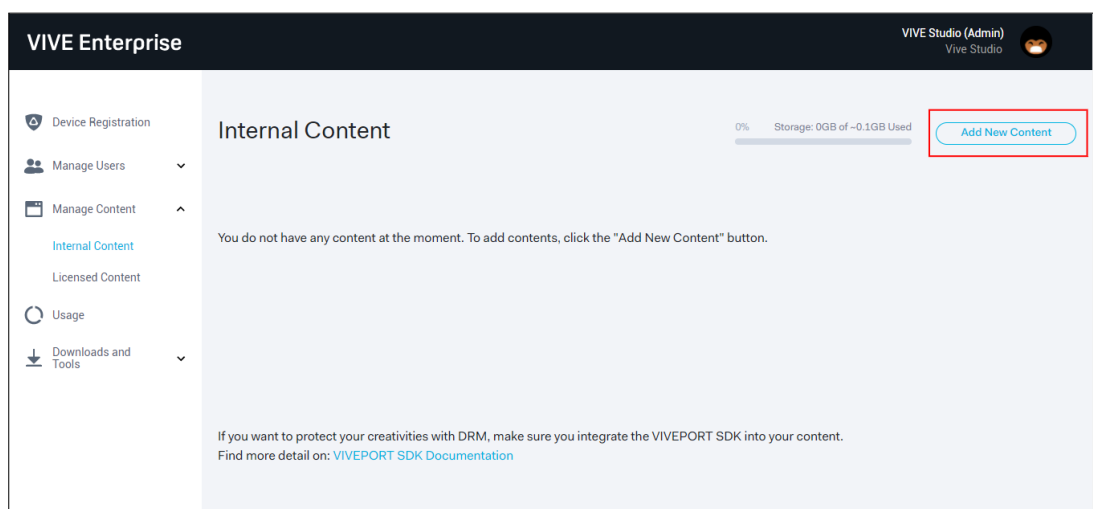 VIVE Enterprise
VIVE Studio (Admin)
Vive Studio
Device Registration
Manage Users
Manage Content
Internal Content
Licensed Content
Usage
Downloads and
Tools
Internal Content
0% Storage: 0GB of ~0.1GB Used
Add New Content
You do not have any content at the moment. To add contents, click the "Add New Content" button.
If you want to protect your creativities with DRM, make sure you integrate the VIVEPORT SDK into your content.
Find more detail on: VIVEPORT SDK Documentation